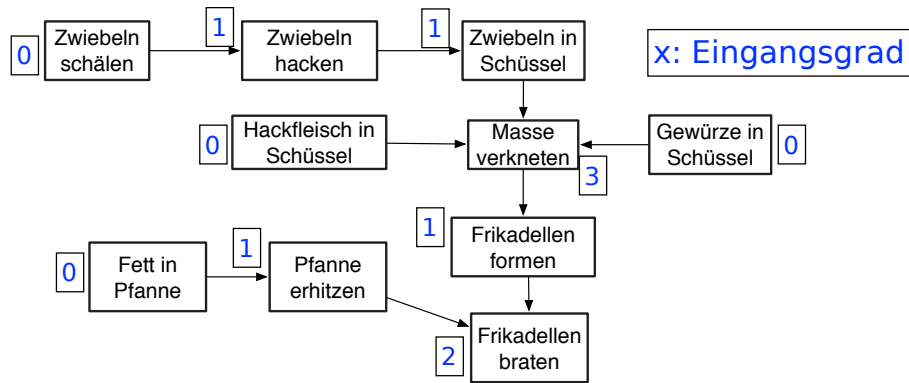 0
Zwiebeln
schälen
1
Zwiebeln
hacken
1
Zwiebeln in
Schüssel
x: Eingangsgrad
0
Hackfleisch in
Schüssel
Masse
verkneten
3
Gewürze in
Schüssel
0
1
Frikadellen
formen
0
Fett in
Pfanne
1
Pfanne
erhitzen
2
Frikadellen
braten